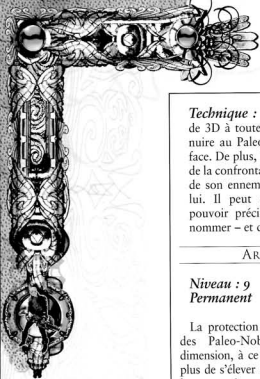 Technique :
de 3D à toute
nuire au Paleo
face. De plus,
de la confronta
de son ennem
lui. Il peut
pouvoir préci
nommer – et c
AR
Niveau : 9
Permanent
La protection
des Paleo-Nob
dimension, à ce
plus de s'élever